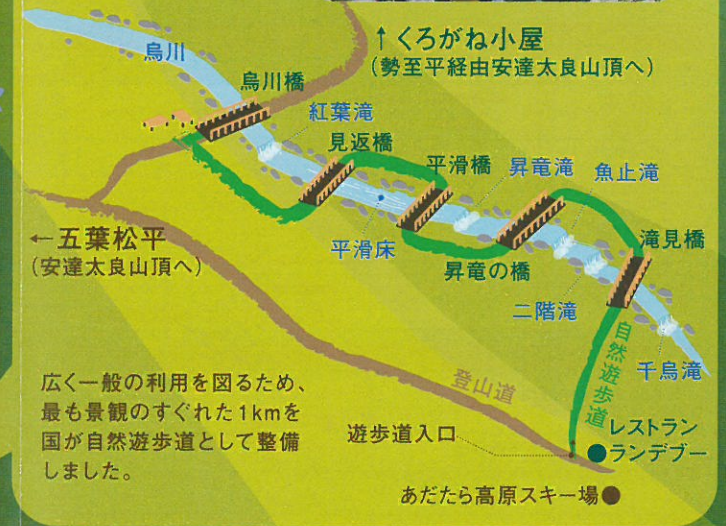 烏川
↑くろがね小屋
(勢至平経由安達太良山頂へ)
烏川橋
紅葉滝
見返橋
平滑橋
昇竜滝
魚止滝
滝見橋
←五葉松平
(安達太良山頂へ)
平滑床
昇竜の橋
二階滝
自然遊歩道
千鳥滝
広く一般の利用を図るため、
最も景観のすぐれた1kmを
国が自然遊歩道として整備
しました。
登山道
遊歩道入口
レストラン
ランデブー
あだたら高原スキー場